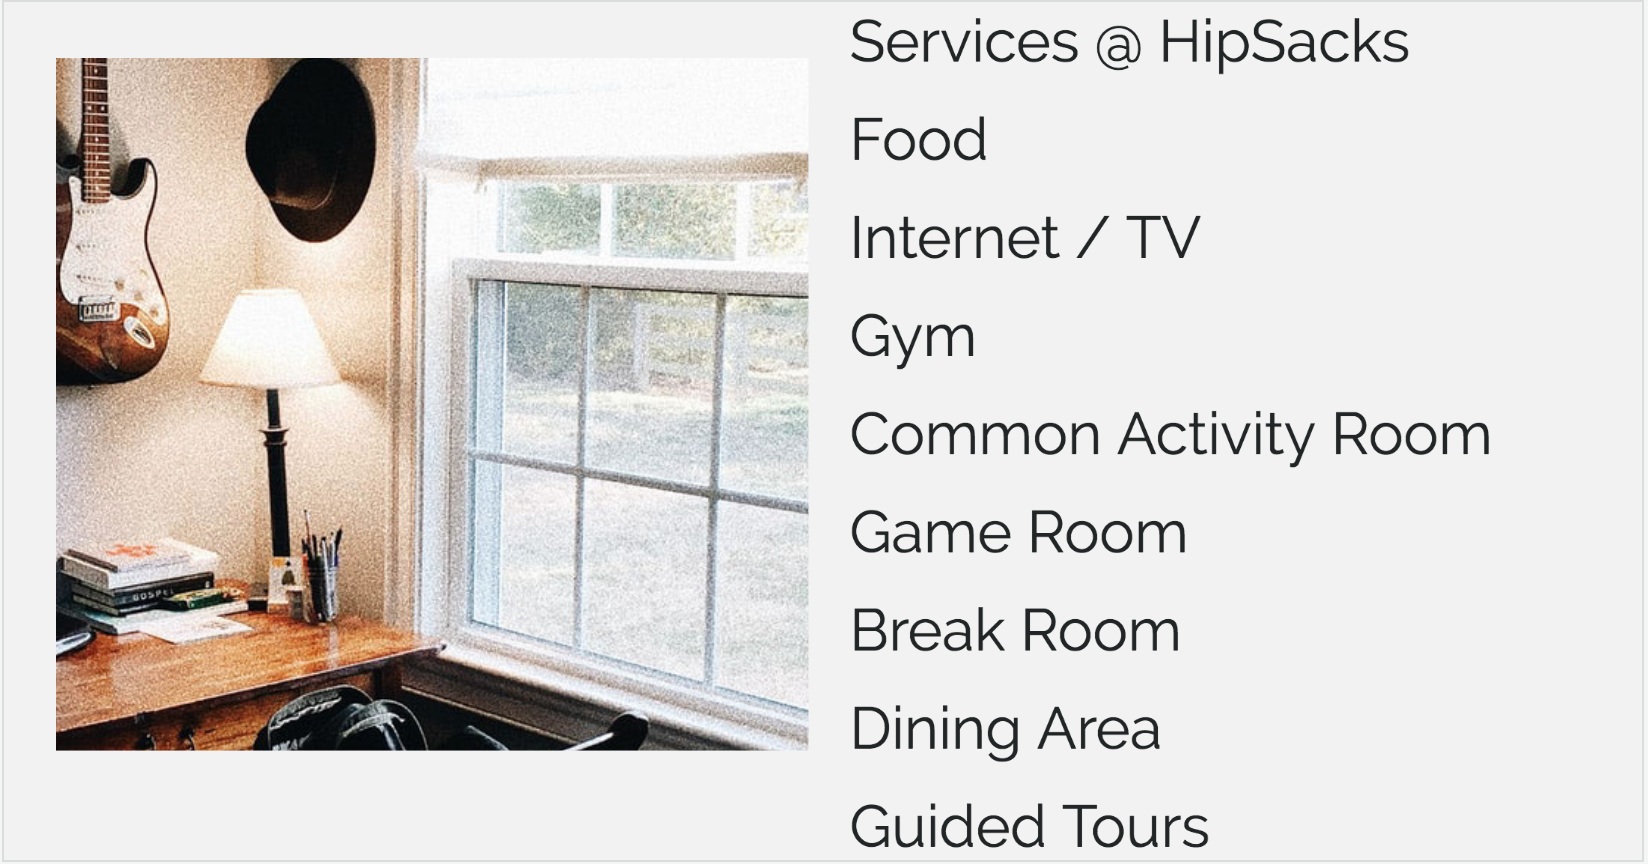 Services @ HipSacks
Food
Internet / TV
Gym
Common Activity Room
Game Room
Break Room
Dining Area
Guided Tours
GOSPEL